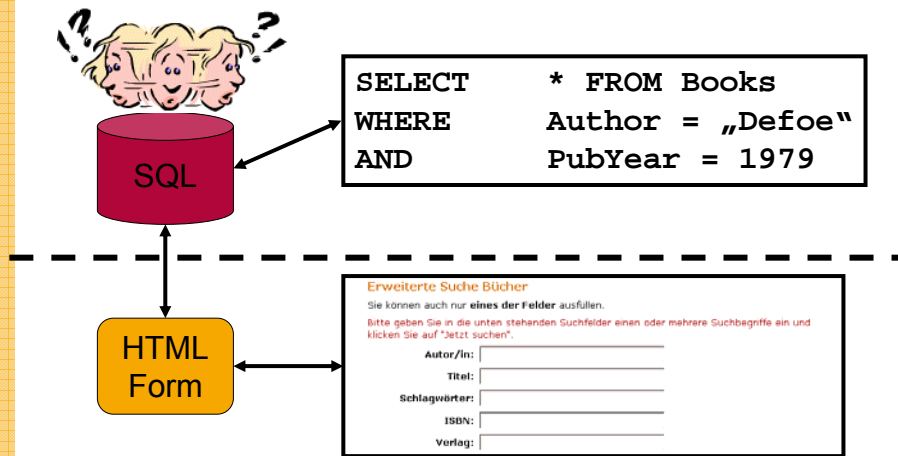 ? ? ?
SELECT * FROM Books
WHERE Author = „Defoe“
AND PubYear = 1979
SQL
Erweiterte Suche Bücher
Sie können auch nur eines der Felder ausfüllen.
Bitte geben Sie in die unten stehenden Suchfelder einen oder mehrere Suchbegriffe ein und
klicken Sie auf "Jetzt suchen".
HTML
Form
Autor/in:
Titel:
Schlagwörter:
ISBN:
Verlag: